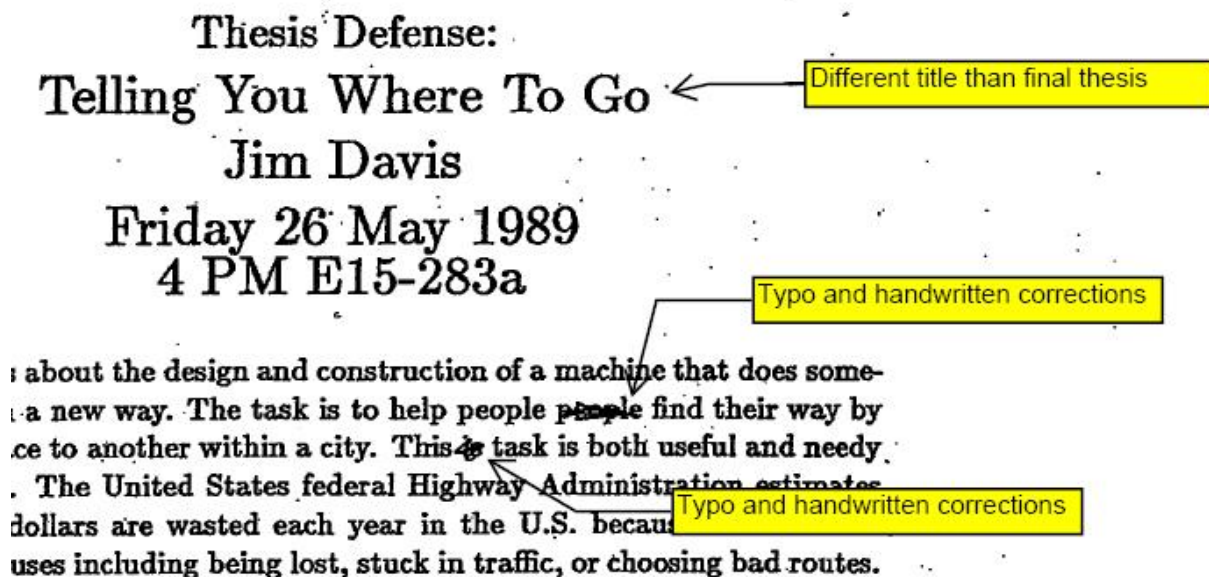 Thesis Defense:
Telling You Where To Go
Different title than final thesis
Jim Davis
Friday 26 May 1989
4 PM E15-283a
Typo and handwritten corrections
about the design and construction of a machine that does some-
a new way. The task is to help people people find their way by
ce to another within a city. This is task is both useful and needy
. The United States federal Highway Administration estimates
Typo and handwritten corrections
dollars are wasted each year in the U.S.
uses including being lost, stuck in traffic, or choosing bad routes.